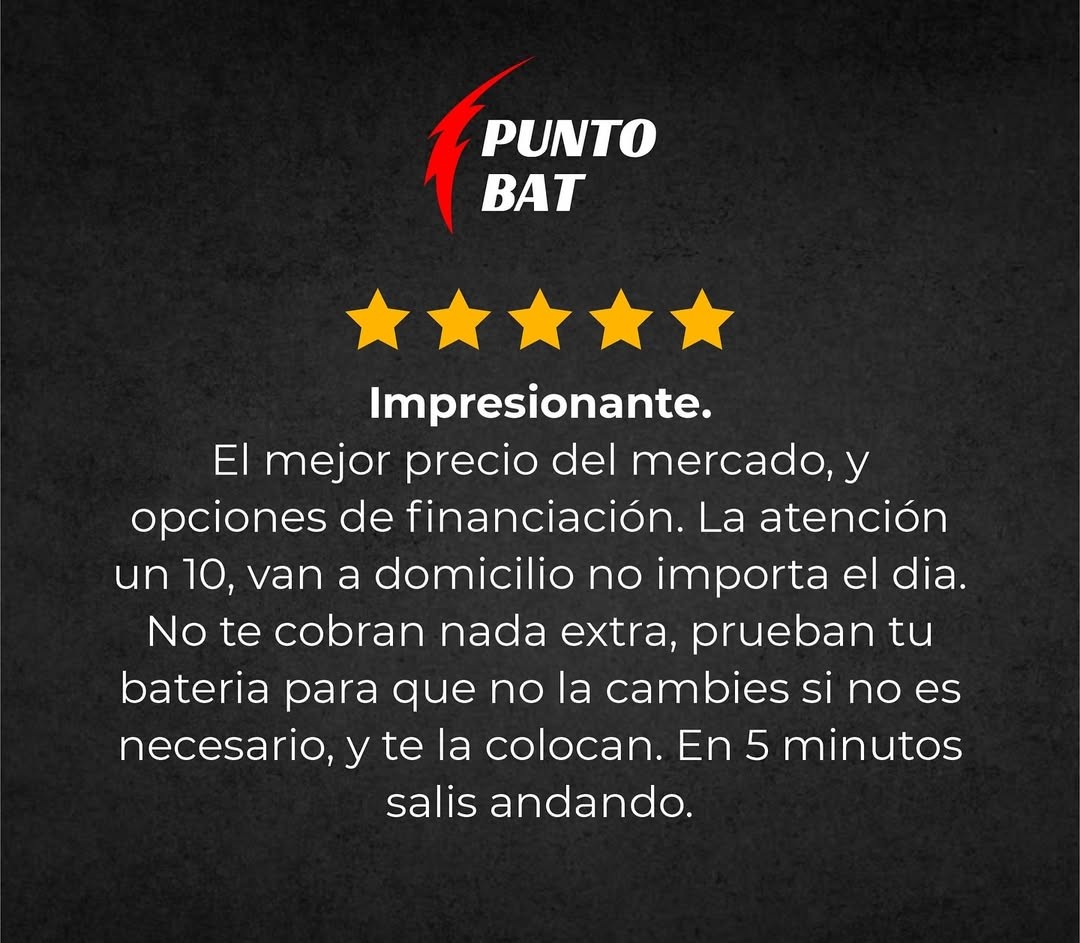 PUNTO
BAT
Impresionante.
El mejor precio del mercado, y
opciones de financiación. La atención
un 10, van a domicilio no importa el dia.
No te cobran nada extra, prueban tu
bateria para que no la cambies si no es
necesario, y te la colocan. En 5 minutos
salis andando.